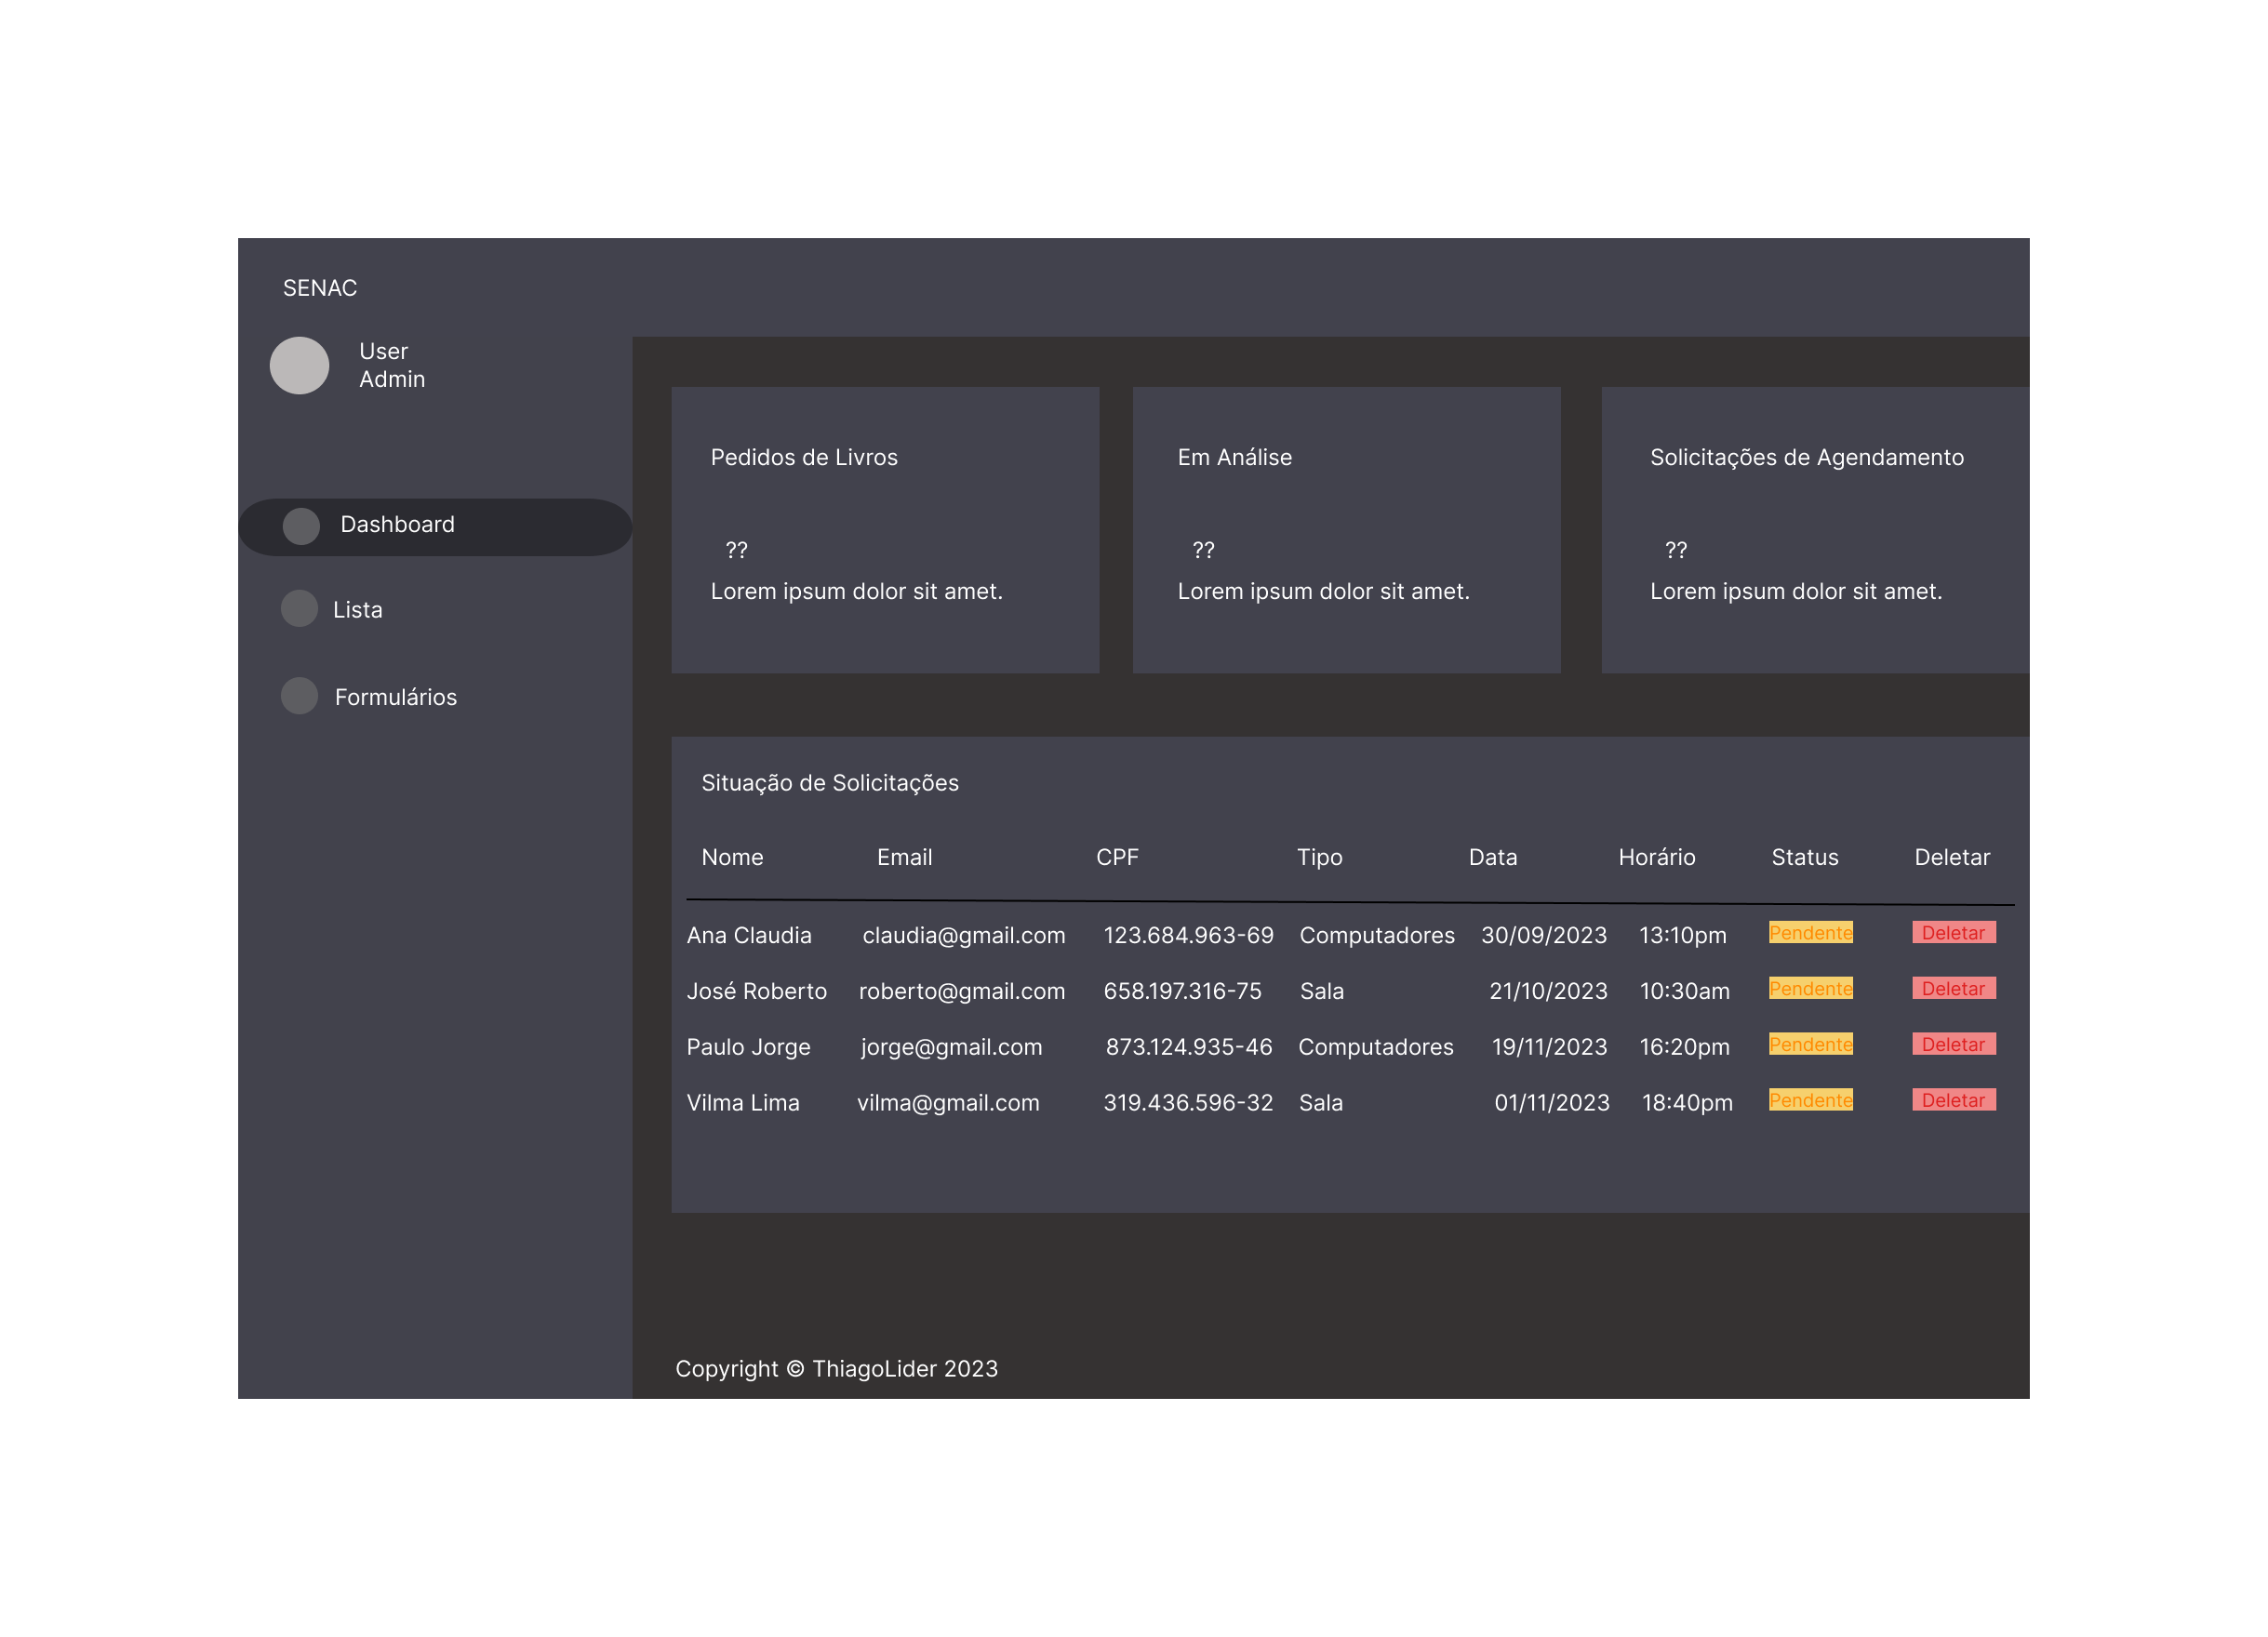 SENAC
User
Admin
Dashboard
Lista
Formulários
Pedidos de Livros
??
Lorem ipsum dolor sit amet.
Em Análise
??
Lorem ipsum dolor sit amet.
Solicitações de Agendamento
??
Lorem ipsum dolor sit amet.
Situação de Solicitações
Nome Email CPF Tipo Data Horário Status Deletar
Ana Claudia claudia@gmail.com 123.684.963-69 Computadores 30/09/2023 13:10pm Pendente Deletar
José Roberto roberto@gmail.com 658.197.316-75 Sala 21/10/2023 10:30am Pendente Deletar
Paulo Jorge jorge@gmail.com 873.124.935-46 Computadores 19/11/2023 16:20pm Pendente Deletar
Vilma Lima vilma@gmail.com 319.436.596-32 Sala 01/11/2023 18:40pm Pendente Deletar
Copyright © ThiagoLider 2023